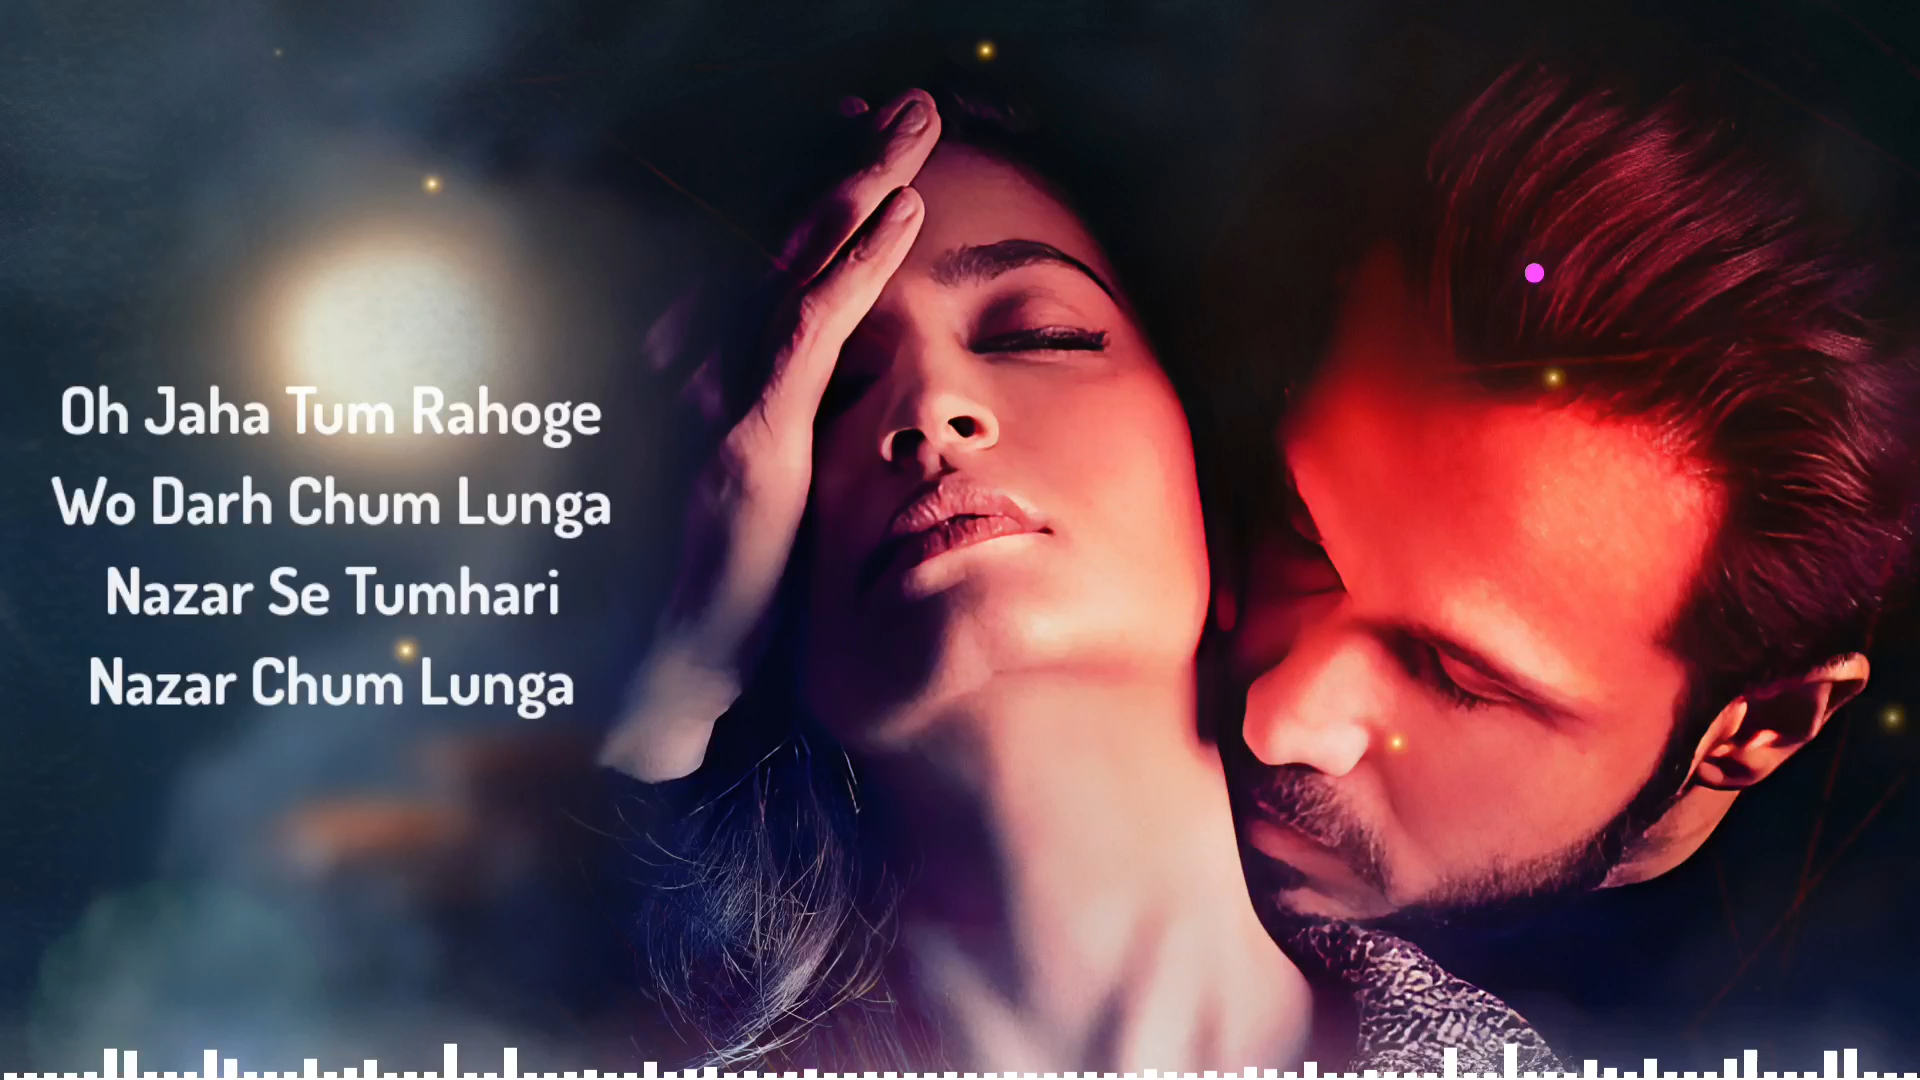 Oh Jaha Tum Rahoge
Wo Darh Chum Lunga
Nazar Se Tumhari
Nazar Chum Lunga